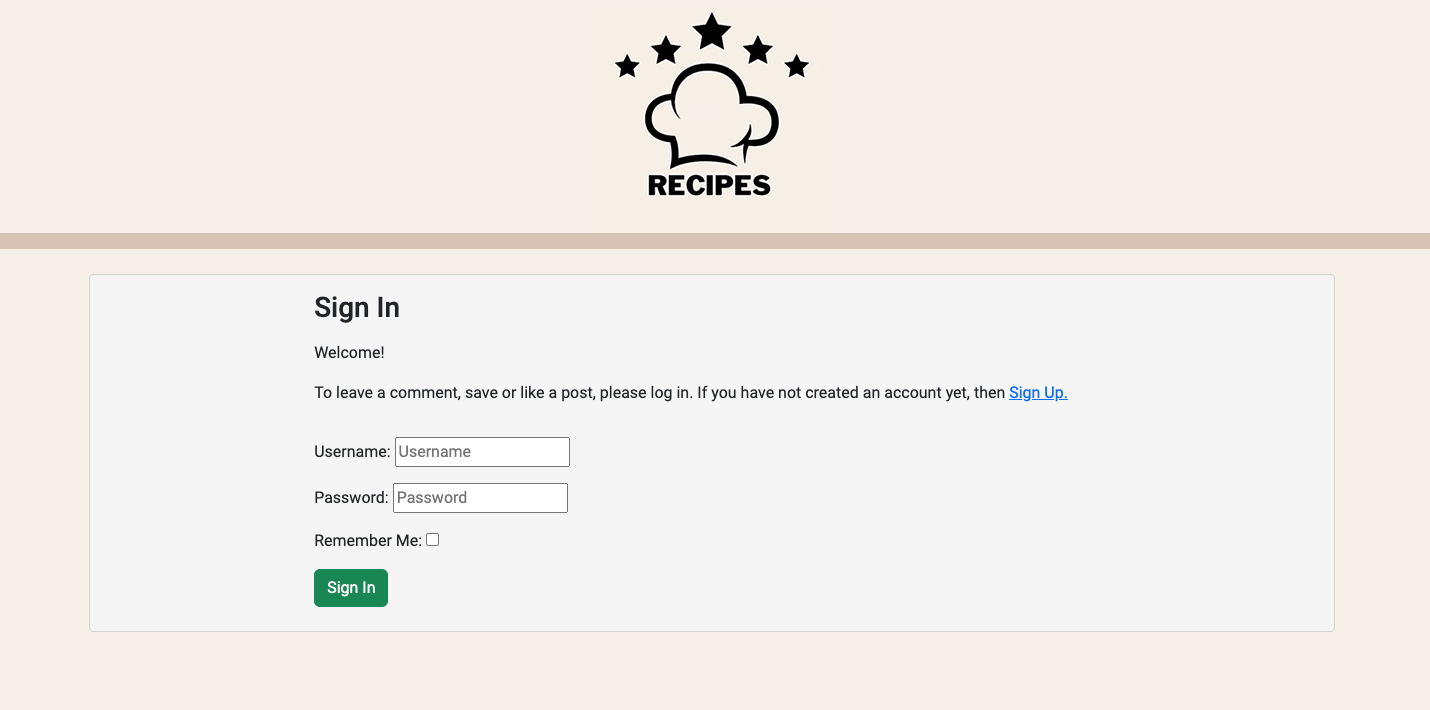 RECIPES
Sign In
Welcome!
To leave a comment, save or like a post, please log in. If you have not created an account yet, then Sign Up.
Username: Username
Password: Password
Remember Me:
Sign In